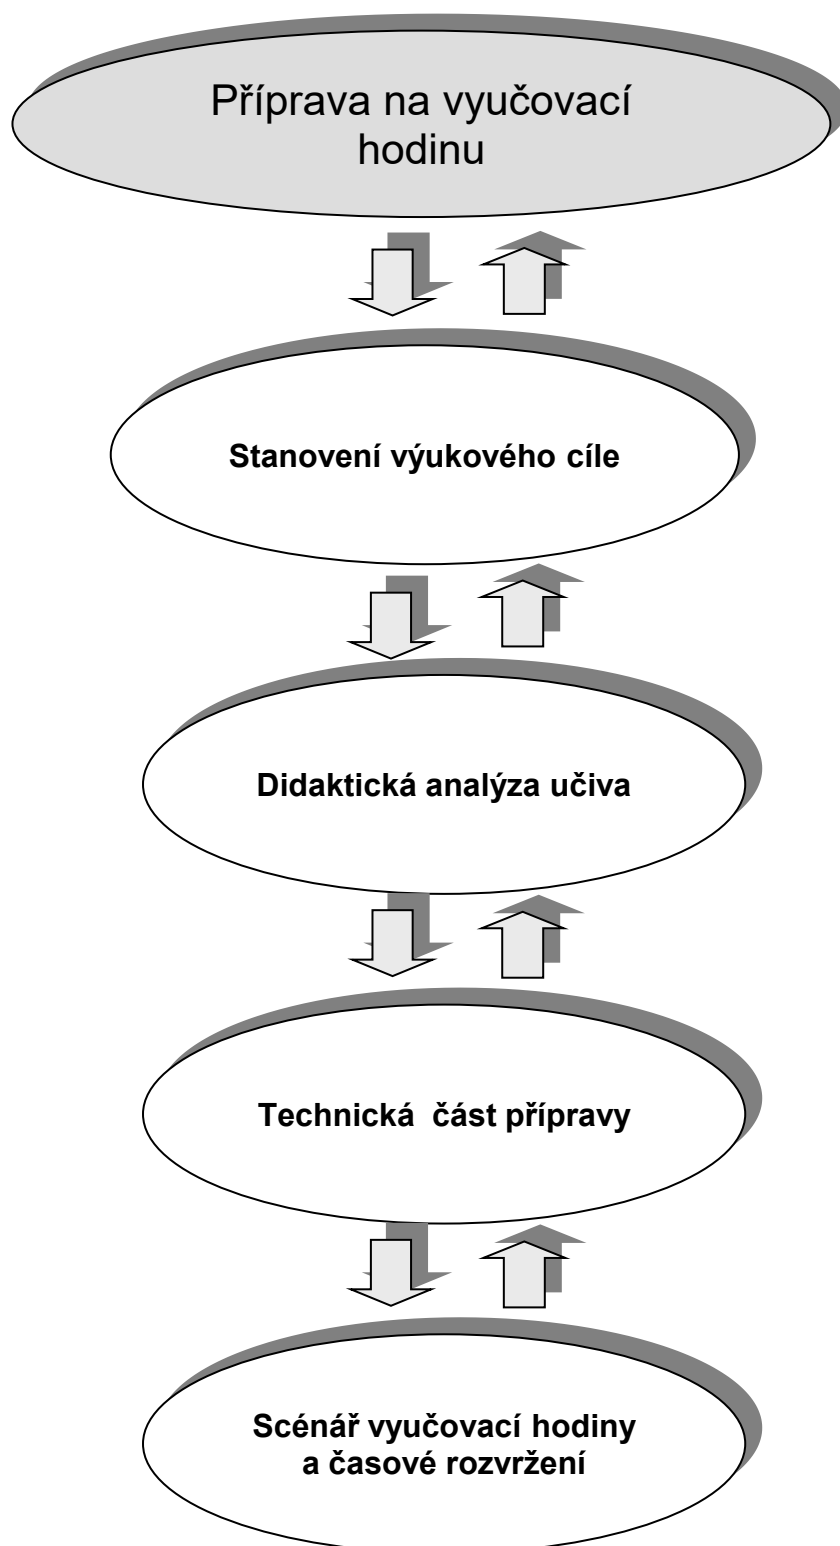 Příprava na vyučovací
hodinu
Stanovení výukového cíle
Didaktická analýza učiva
Technická  část přípravy
Scénář vyučovací hodiny
a časové rozvržení